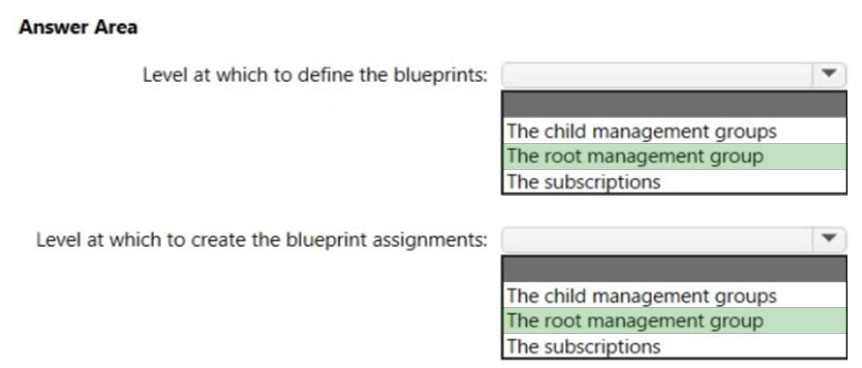 Answer Area
Level at which to define the blueprints:
The child management groups
The root management group
The subscriptions
Level at which to create the blueprint assignments:
The child management groups
The root management group
The subscriptions